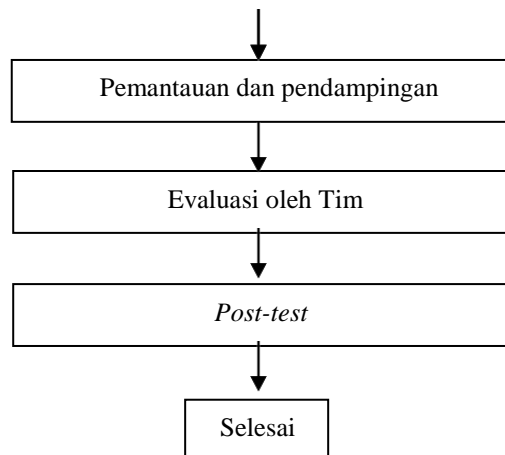 Pemantauan dan pendampingan
Evaluasi oleh Tim
Post-test
Selesai